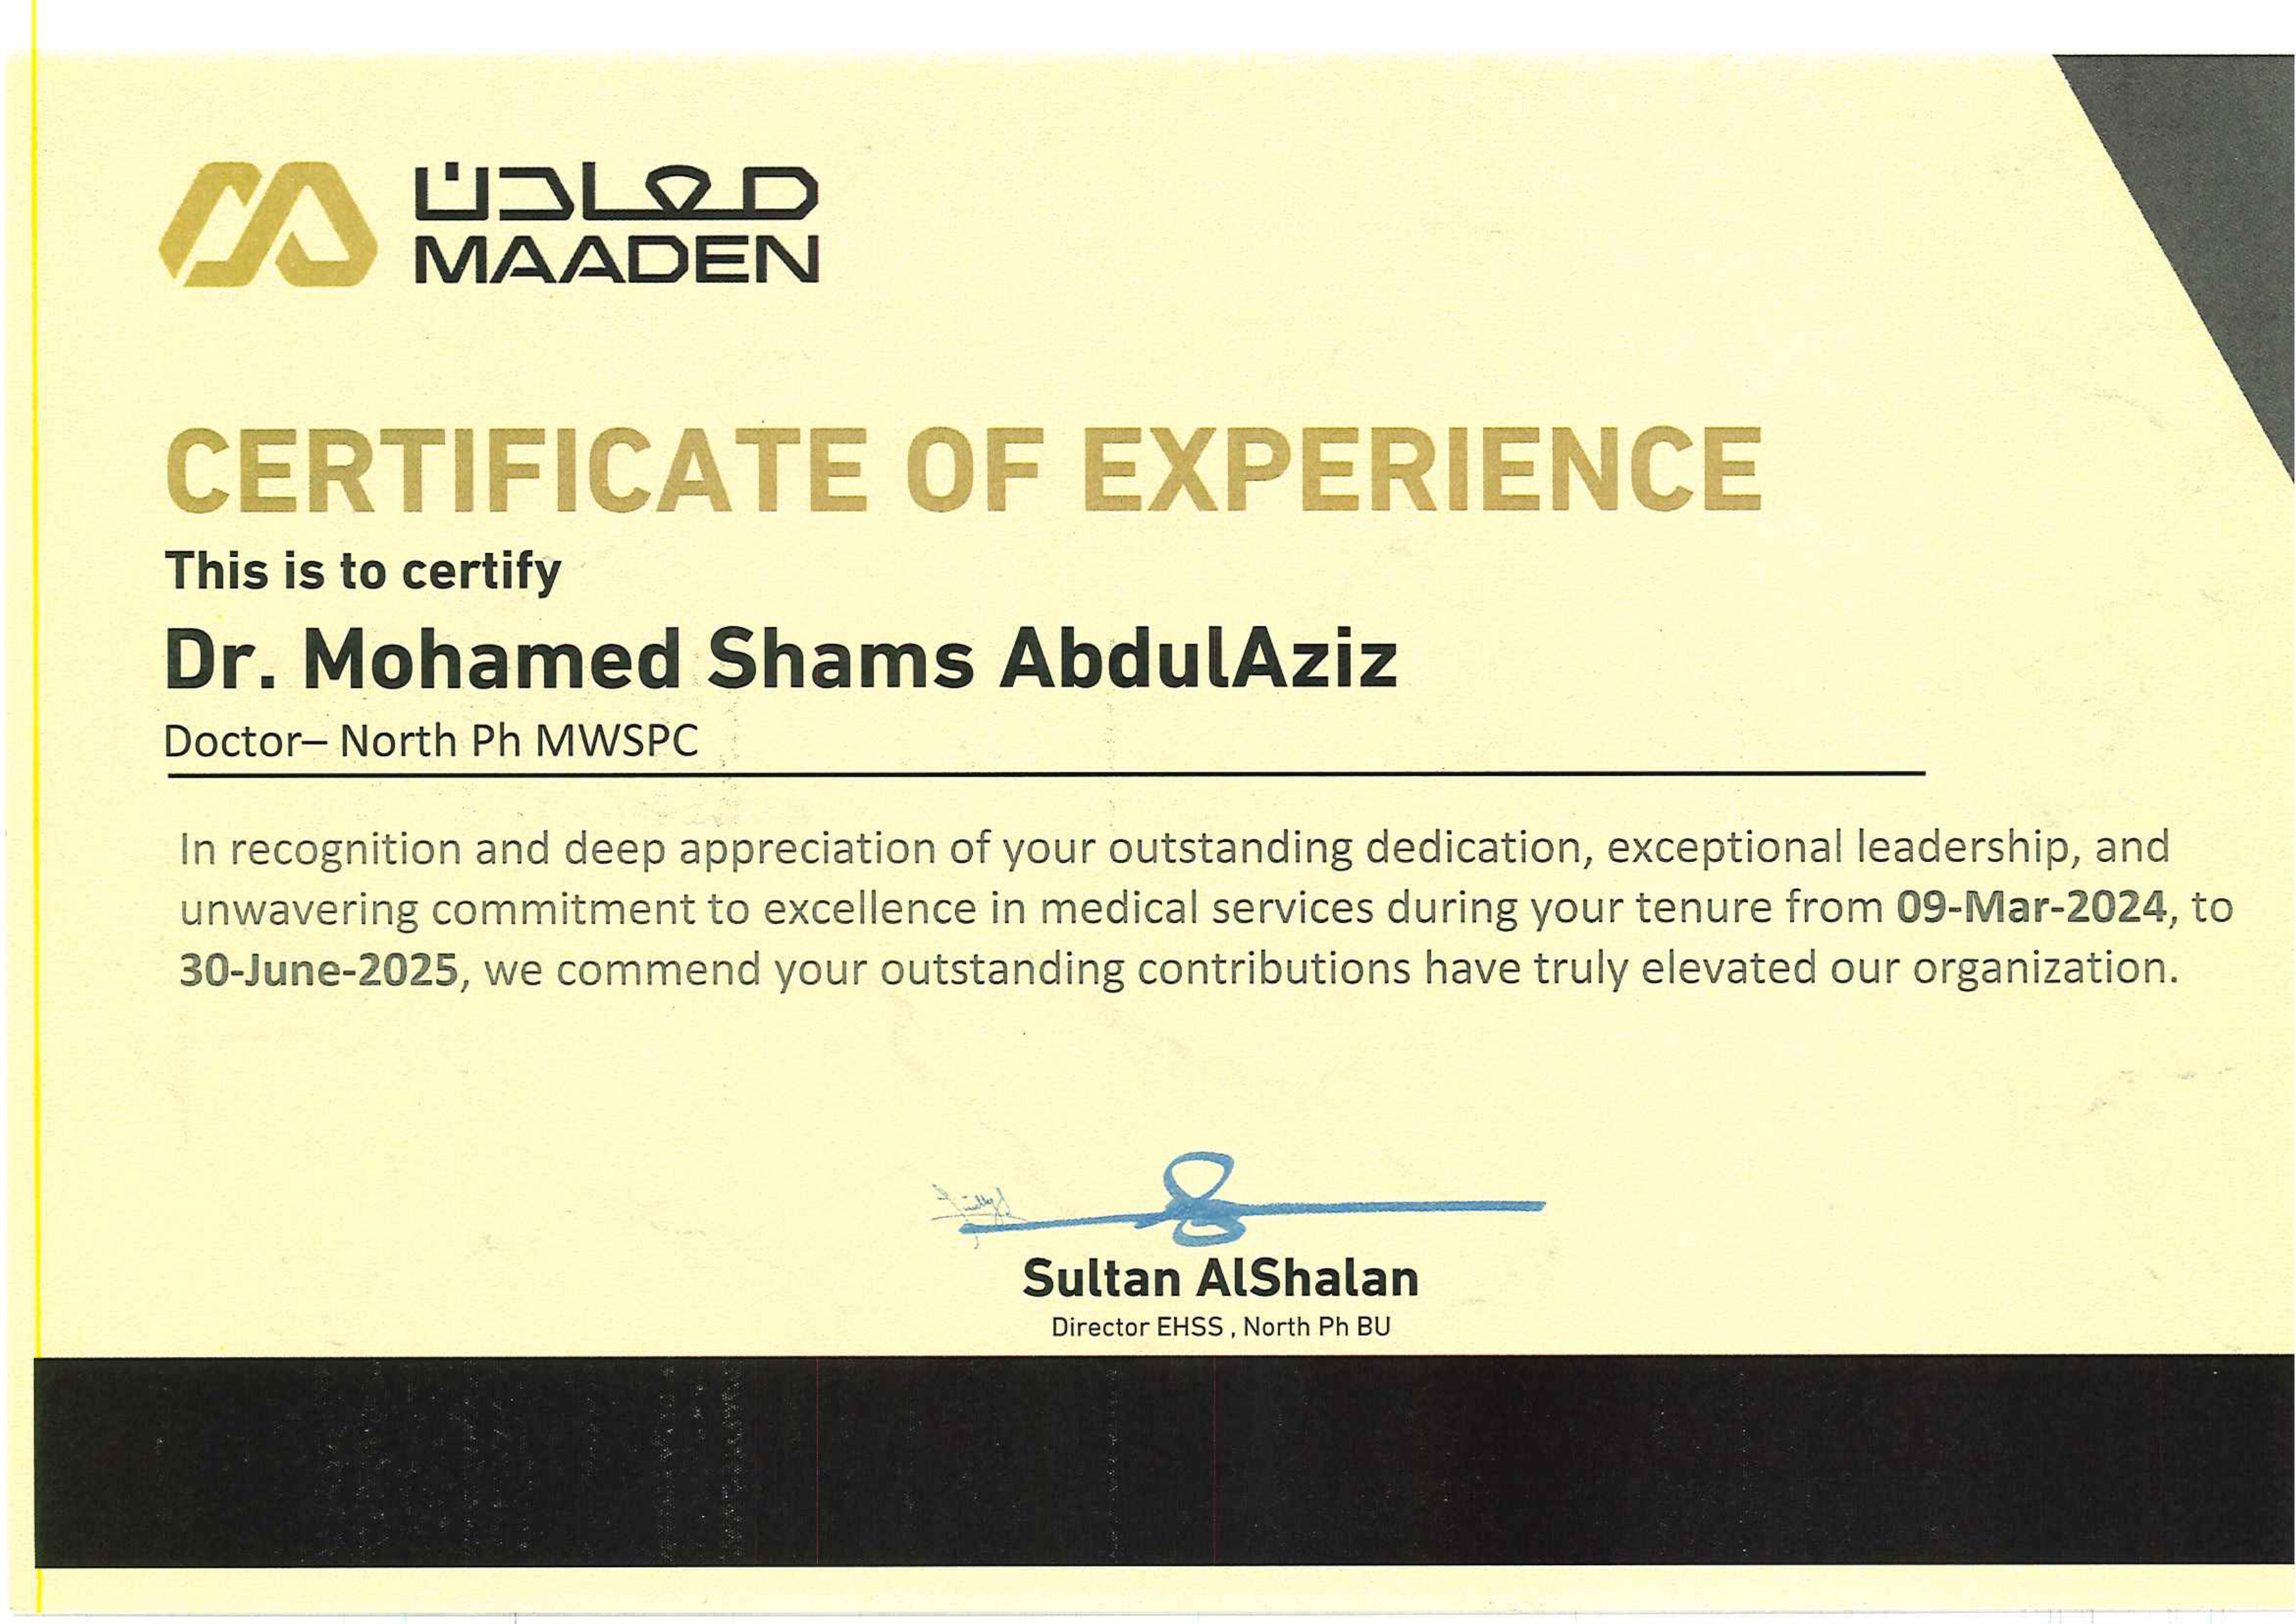 معادن
MAADEN
CERTIFICATE OF EXPERIENCE
This is to certify
Dr. Mohamed Shams AbdulAziz
Doctor– North Ph MWSPC
In recognition and deep appreciation of your outstanding dedication, exceptional leadership, and
unwavering commitment to excellence in medical services during your tenure from 09-Mar-2024, to
30-June-2025, we commend your outstanding contributions have truly elevated our organization.
Sultan AlShalan
Director EHSS , North Ph BU